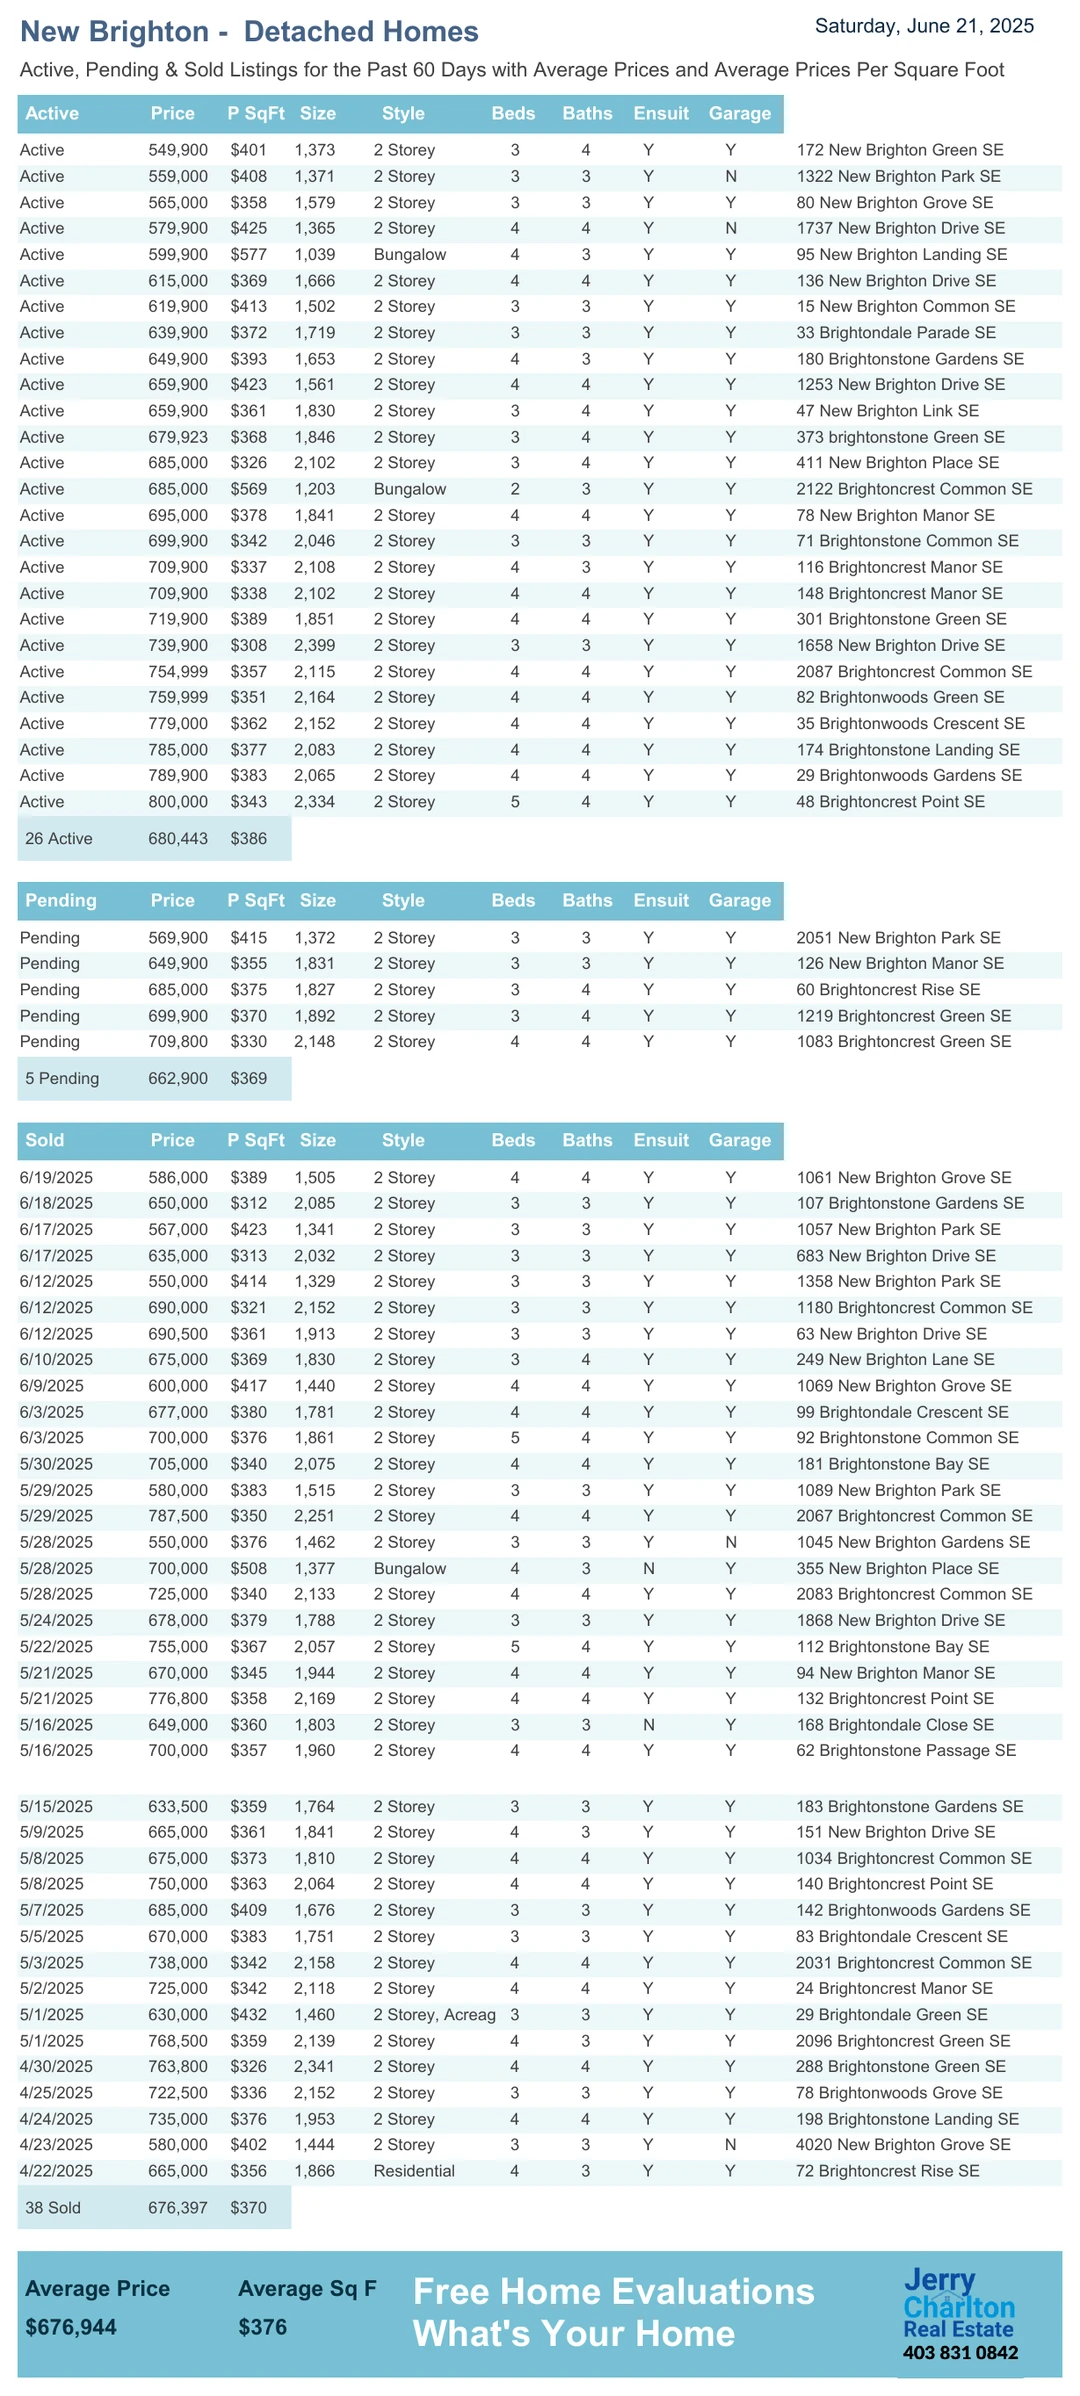 New Brighton -  Detached Homes
Saturday, June 21, 2025
Active, Pending & Sold Listings for the Past 60 Days with Average Prices and Average Prices Per Square Foot
Active Price P SqFt Size Style Beds Baths Ensuit Garage
Active 549,900 $401 1,373 2 Storey 3 4 Y Y 172 New Brighton Green SE
Active 559,000 $408 1,371 2 Storey 3 3 Y N 1322 New Brighton Park SE
Active 565,000 $358 1,579 2 Storey 3 3 Y Y 80 New Brighton Grove SE
Active 579,900 $425 1,365 2 Storey 4 4 Y N 1737 New Brighton Drive SE
Active 599,900 $577 1,039 Bungalow 4 3 Y Y 95 New Brighton Landing SE
Active 615,000 $369 1,666 2 Storey 4 4 Y Y 136 New Brighton Drive SE
Active 619,900 $413 1,502 2 Storey 3 3 Y Y 15 New Brighton Common SE
Active 639,900 $372 1,719 2 Storey 3 3 Y Y 33 Brightondale Parade SE
Active 649,900 $393 1,653 2 Storey 4 3 Y Y 180 Brightonstone Gardens SE
Active 659,900 $423 1,561 2 Storey 4 4 Y Y 1253 New Brighton Drive SE
Active 659,900 $361 1,830 2 Storey 3 4 Y Y 47 New Brighton Link SE
Active 679,923 $368 1,846 2 Storey 3 4 Y Y 373 brightonstone Green SE
Active 685,000 $326 2,102 2 Storey 3 4 Y Y 411 New Brighton Place SE
Active 685,000 $569 1,203 Bungalow 2 3 Y Y 2122 Brightoncrest Common SE
Active 695,000 $378 1,841 2 Storey 4 4 Y Y 78 New Brighton Manor SE
Active 699,900 $342 2,046 2 Storey 3 3 Y Y 71 Brightonstone Common SE
Active 709,900 $337 2,108 2 Storey 4 3 Y Y 116 Brightoncrest Manor SE
Active 709,900 $338 2,102 2 Storey 4 4 Y Y 148 Brightoncrest Manor SE
Active 719,900 $389 1,851 2 Storey 4 4 Y Y 301 Brightonstone Green SE
Active 739,900 $308 2,399 2 Storey 3 3 Y Y 1658 New Brighton Drive SE
Active 754,999 $357 2,115 2 Storey 4 4 Y Y 2087 Brightoncrest Common SE
Active 759,999 $351 2,164 2 Storey 4 4 Y Y 82 Brightonwoods Green SE
Active 779,000 $362 2,152 2 Storey 4 4 Y Y 35 Brightonwoods Crescent SE
Active 785,000 $377 2,083 2 Storey 4 4 Y Y 174 Brightonstone Landing SE
Active 789,900 $383 2,065 2 Storey 4 4 Y Y 29 Brightonwoods Gardens SE
Active 800,000 $343 2,334 2 Storey 5 4 Y Y 48 Brightoncrest Point SE
26 Active 680,443 $386
Pending Price P SqFt Size Style Beds Baths Ensuit Garage
Pending 569,900 $415 1,372 2 Storey 3 3 Y Y 2051 New Brighton Park SE
Pending 649,900 $355 1,831 2 Storey 3 3 Y Y 126 New Brighton Manor SE
Pending 685,000 $375 1,827 2 Storey 3 4 Y Y 60 Brightoncrest Rise SE
Pending 699,900 $370 1,892 2 Storey 3 4 Y Y 1219 Brightoncrest Green SE
Pending 709,800 $330 2,148 2 Storey 4 4 Y Y 1083 Brightoncrest Green SE
5 Pending 662,900 $369
Sold Price P SqFt Size Style Beds Baths Ensuit Garage
6/19/2025 586,000 $389 1,505 2 Storey 4 4 Y Y 1061 New Brighton Grove SE
6/18/2025 650,000 $312 2,085 2 Storey 3 3 Y Y 107 Brightonstone Gardens SE
6/17/2025 567,000 $423 1,341 2 Storey 3 3 Y Y 1057 New Brighton Park SE
6/17/2025 635,000 $313 2,032 2 Storey 3 3 Y Y 683 New Brighton Drive SE
6/12/2025 550,000 $414 1,329 2 Storey 3 3 Y Y 1358 New Brighton Park SE
6/12/2025 690,000 $321 2,152 2 Storey 3 3 Y Y 1180 Brightoncrest Common SE
6/12/2025 690,500 $361 1,913 2 Storey 3 3 Y Y 63 New Brighton Drive SE
6/10/2025 675,000 $369 1,830 2 Storey 3 4 Y Y 249 New Brighton Lane SE
6/9/2025 600,000 $417 1,440 2 Storey 4 4 Y Y 1069 New Brighton Grove SE
6/3/2025 677,000 $380 1,781 2 Storey 4 4 Y Y 99 Brightondale Crescent SE
6/3/2025 700,000 $376 1,861 2 Storey 5 4 Y Y 92 Brightonstone Common SE
5/30/2025 705,000 $340 2,075 2 Storey 4 4 Y Y 181 Brightonstone Bay SE
5/29/2025 580,000 $383 1,515 2 Storey 3 3 Y Y 1089 New Brighton Park SE
5/29/2025 787,500 $350 2,251 2 Storey 4 4 Y Y 2067 Brightoncrest Common SE
5/28/2025 550,000 $376 1,462 2 Storey 3 3 Y N 1045 New Brighton Gardens SE
5/28/2025 700,000 $508 1,377 Bungalow 4 3 N Y 355 New Brighton Place SE
5/28/2025 725,000 $340 2,133 2 Storey 4 4 Y Y 2083 Brightoncrest Common SE
5/24/2025 678,000 $379 1,788 2 Storey 3 3 Y Y 1868 New Brighton Drive SE
5/22/2025 755,000 $367 2,057 2 Storey 5 4 Y Y 112 Brightonstone Bay SE
5/21/2025 670,000 $345 1,944 2 Storey 4 4 Y Y 94 New Brighton Manor SE
5/21/2025 776,800 $358 2,169 2 Storey 4 4 Y Y 132 Brightoncrest Point SE
5/16/2025 649,000 $360 1,803 2 Storey 3 3 N Y 168 Brightondale Close SE
5/16/2025 700,000 $357 1,960 2 Storey 4 4 Y Y 62 Brightonstone Passage SE
5/15/2025 633,500 $359 1,764 2 Storey 3 3 Y Y 183 Brightonstone Gardens SE
5/9/2025 665,000 $361 1,841 2 Storey 4 3 Y Y 151 New Brighton Drive SE
5/8/2025 675,000 $373 1,810 2 Storey 4 4 Y Y 1034 Brightoncrest Common SE
5/8/2025 750,000 $363 2,064 2 Storey 4 4 Y Y 140 Brightoncrest Point SE
5/7/2025 685,000 $409 1,676 2 Storey 3 3 Y Y 142 Brightonwoods Gardens SE
5/5/2025 670,000 $383 1,751 2 Storey 3 3 Y Y 83 Brightondale Crescent SE
5/3/2025 738,000 $342 2,158 2 Storey 4 4 Y Y 2031 Brightoncrest Common SE
5/2/2025 725,000 $342 2,118 2 Storey 4 4 Y Y 24 Brightoncrest Manor SE
5/1/2025 630,000 $432 1,460 2 Storey, Acreag 3 3 Y Y 29 Brightondale Green SE
5/1/2025 768,500 $359 2,139 2 Storey 4 3 Y Y 2096 Brightoncrest Green SE
4/30/2025 763,800 $326 2,341 2 Storey 4 4 Y Y 288 Brightonstone Green SE
4/25/2025 722,500 $336 2,152 2 Storey 3 3 Y Y 78 Brightonwoods Grove SE
4/24/2025 735,000 $376 1,953 2 Storey 4 4 Y Y 198 Brightonstone Landing SE
4/23/2025 580,000 $402 1,444 2 Storey 3 3 Y N 4020 New Brighton Grove SE
4/22/2025 665,000 $356 1,866 Residential 4 3 Y Y 72 Brightoncrest Rise SE
38 Sold 676,397 $370
Average Price Average Sq F
$676,944 $376
Free Home Evaluations
What's Your Home
Jerry
Charlton
Real Estate
403 831 0842